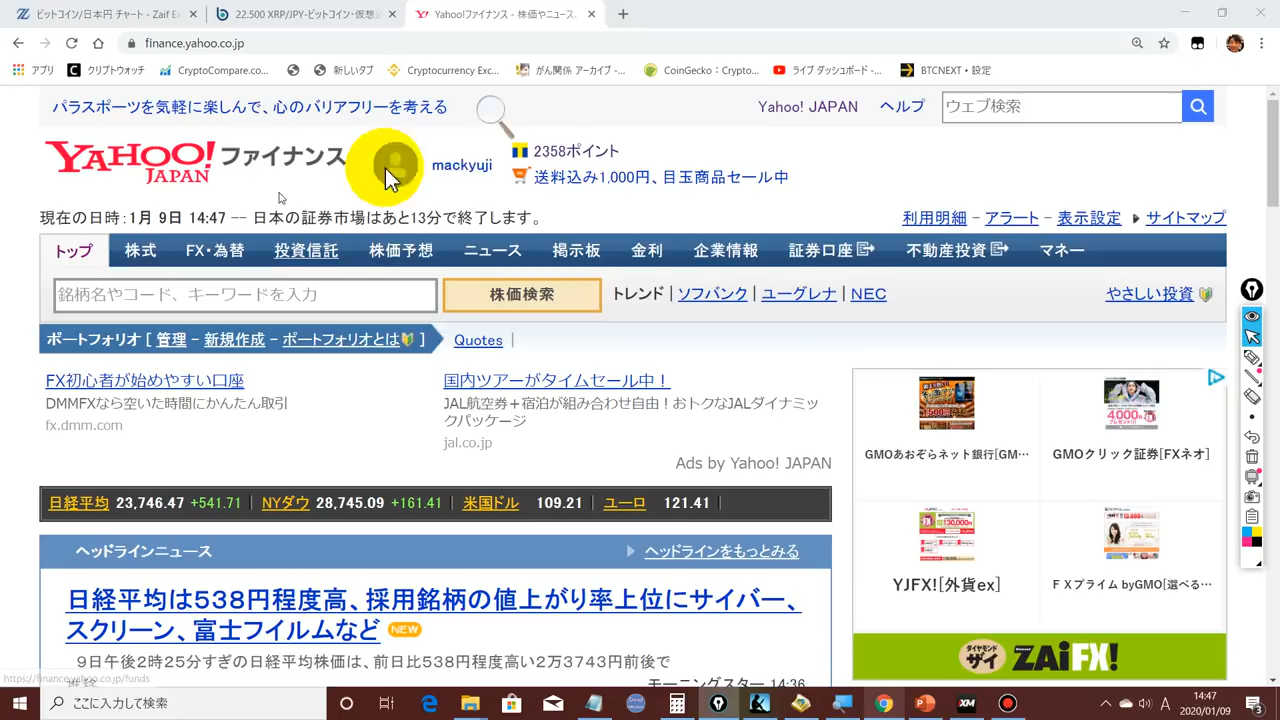 ビットコイン/日本円 チャート - Zaif Ex
22.500 XRP/JPY-ビットコイン・仮想通
Yahoo!ファイナンス - 株価やニュース、
finance.yahoo.co.jp
アプリ
クリプトウォッチ
CryptoCompare.co...
新しいタブ
Cryptocurrency Exc...
がん関係 アーカイブ -...
CoinGecko：Crypto...
ライブ ダッシュボード -...
BTCNEXT・設定
パラスポーツを気軽に楽しんで、心のバリアフリーを考える
Yahoo! JAPAN ヘルプ
ウェブ検索
YAHOO! JAPAN ファイナンス
mackyuji
2358ポイント
送料込み1,000円、目玉商品セール中
現在の日時：1月 9日 14:47 -- 日本の証券市場はあと13分で終了します。
利用明細 - アラート - 表示設定 ▶ サイトマップ
トップ 株式 FX・為替 投資信託 株価予想 ニュース 掲示板 金利 企業情報 証券口座 不動産投資 マネー
銘柄名やコード、キーワードを入力
株価検索
トレンド | ソフトバンク | ユーグレナ | NEC
やさしい投資
ポートフォリオ [ 管理 - 新規作成 - ポートフォリオとは ]
Quotes |
FX初心者が始めやすい口座
DMMFXなら空いた時間にかんたん取引
fx.dmm.com
国内ツアーがタイムセール中！
JAL航空券＋宿泊が組み合わせ自由！おトクなJALダイナミックパッケージ
jal.co.jp
Ads by Yahoo! JAPAN
GMOあおぞらネット銀行[GM…
GMOクリック証券[FXネオ]
YJFX![外貨ex]
ＦＸプライム byGMO[選べる…
ダイヤモンド ザイ ZAiFX!
日経平均 23,746.47 +541.71 | NYダウ 28,745.09 +161.41 | 米国ドル 109.21 | ユーロ 121.41 |
ヘッドラインニュース
ヘッドラインをもっとみる
日経平均は538円程度高、採用銘柄の値上がり率上位にサイバー、
スクリーン、富士フイルムなど NEW
9日午後2時25分すぎの日経平均株価は、前日比538円程度高い2万3743円前後で
モーニングスター 14:36
https://finance.yahoo.co.jp/funds
ここに入力して検索
A
14:47
2020/01/09
3